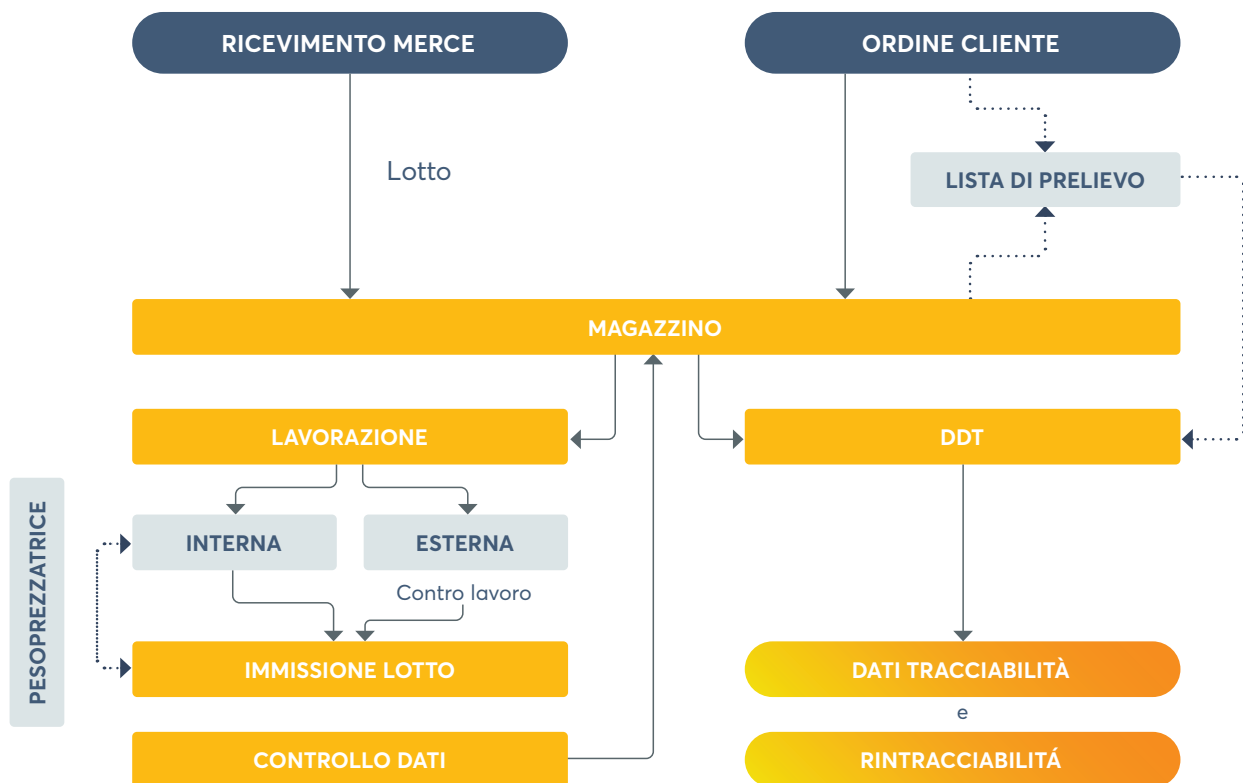 RICEVIMENTO MERCE
ORDINE CLIENTE
Lotto
LISTA DI PRELIEVO
MAGAZZINO
LAVORAZIONE
DDT
PESOPREZZATRICE
INTERNA
ESTERNA
Contro lavoro
IMMISSIONE LOTTO
DATI TRACCIABILITÀ
e
CONTROLLO DATI
RINTRACCIABILITÁ